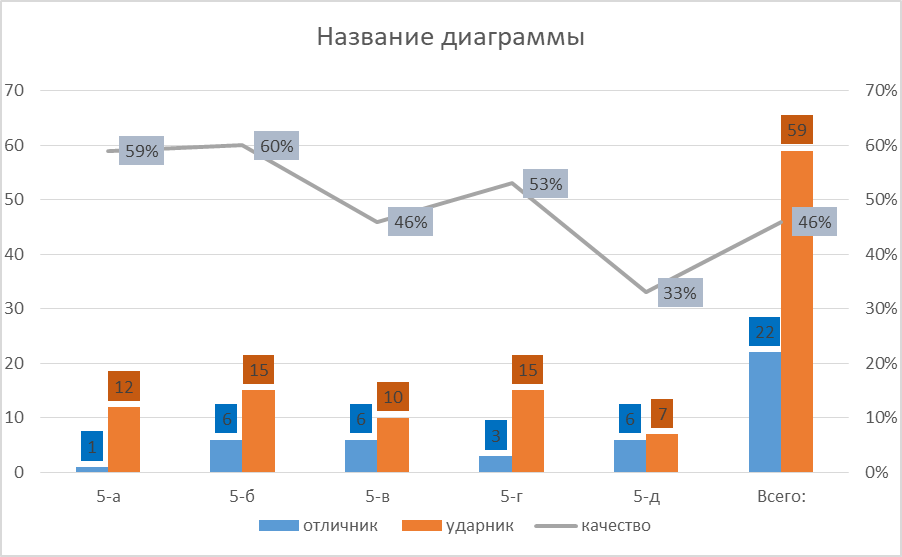 Название диаграммы
70 70%
59
60 59% 60% 60%
50 53% 50%
46% 46%
40 40%
33%
30 30%
22
20 12 15 10 15 20%
10 1 6 6 3 6 7 10%
0 0%
5-а 5-б 5-в 5-г 5-д Всего:
отличник ударник качество